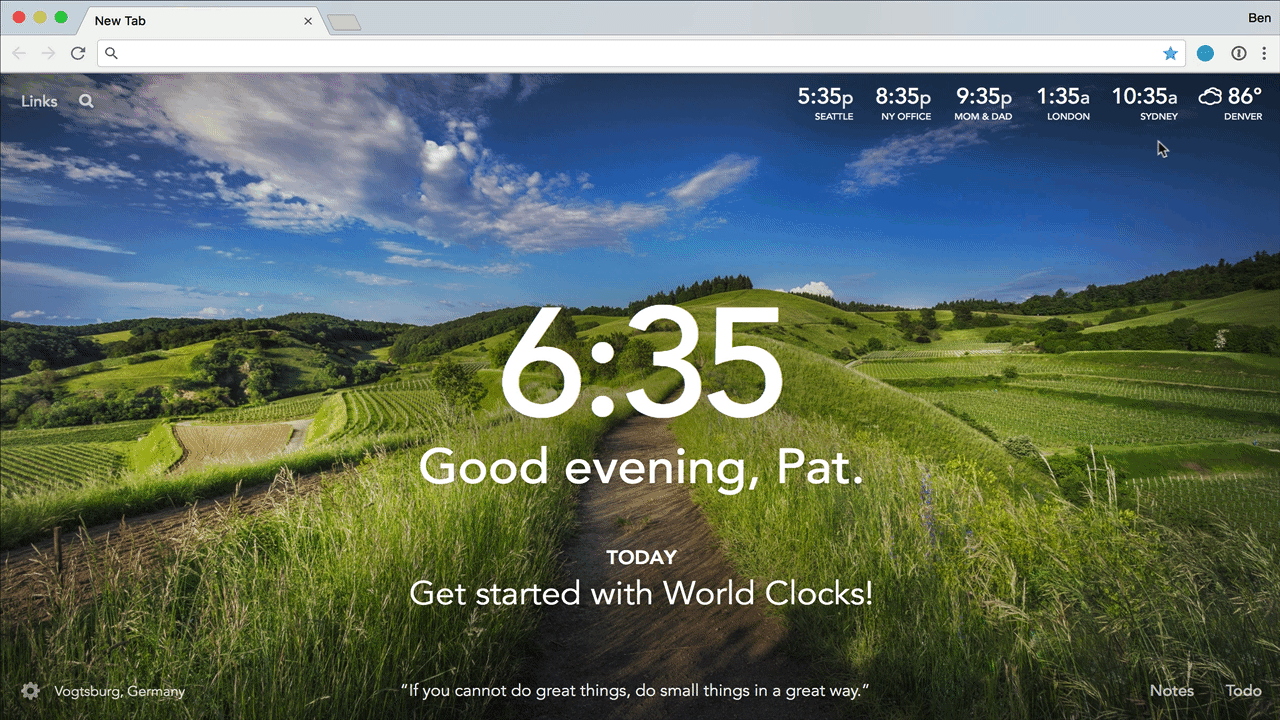 New Tab
Ben
Links
5:35p 8:35p 9:35p 1:35a 10:35a 86°
SEATTLE NY OFFICE MOM & DAD LONDON SYDNEY DENVER
6:35
Good evening, Pat.
TODAY
Get started with World Clocks!
Vogtsburg, Germany
“If you cannot do great things, do small things in a great way.”
Notes Todo